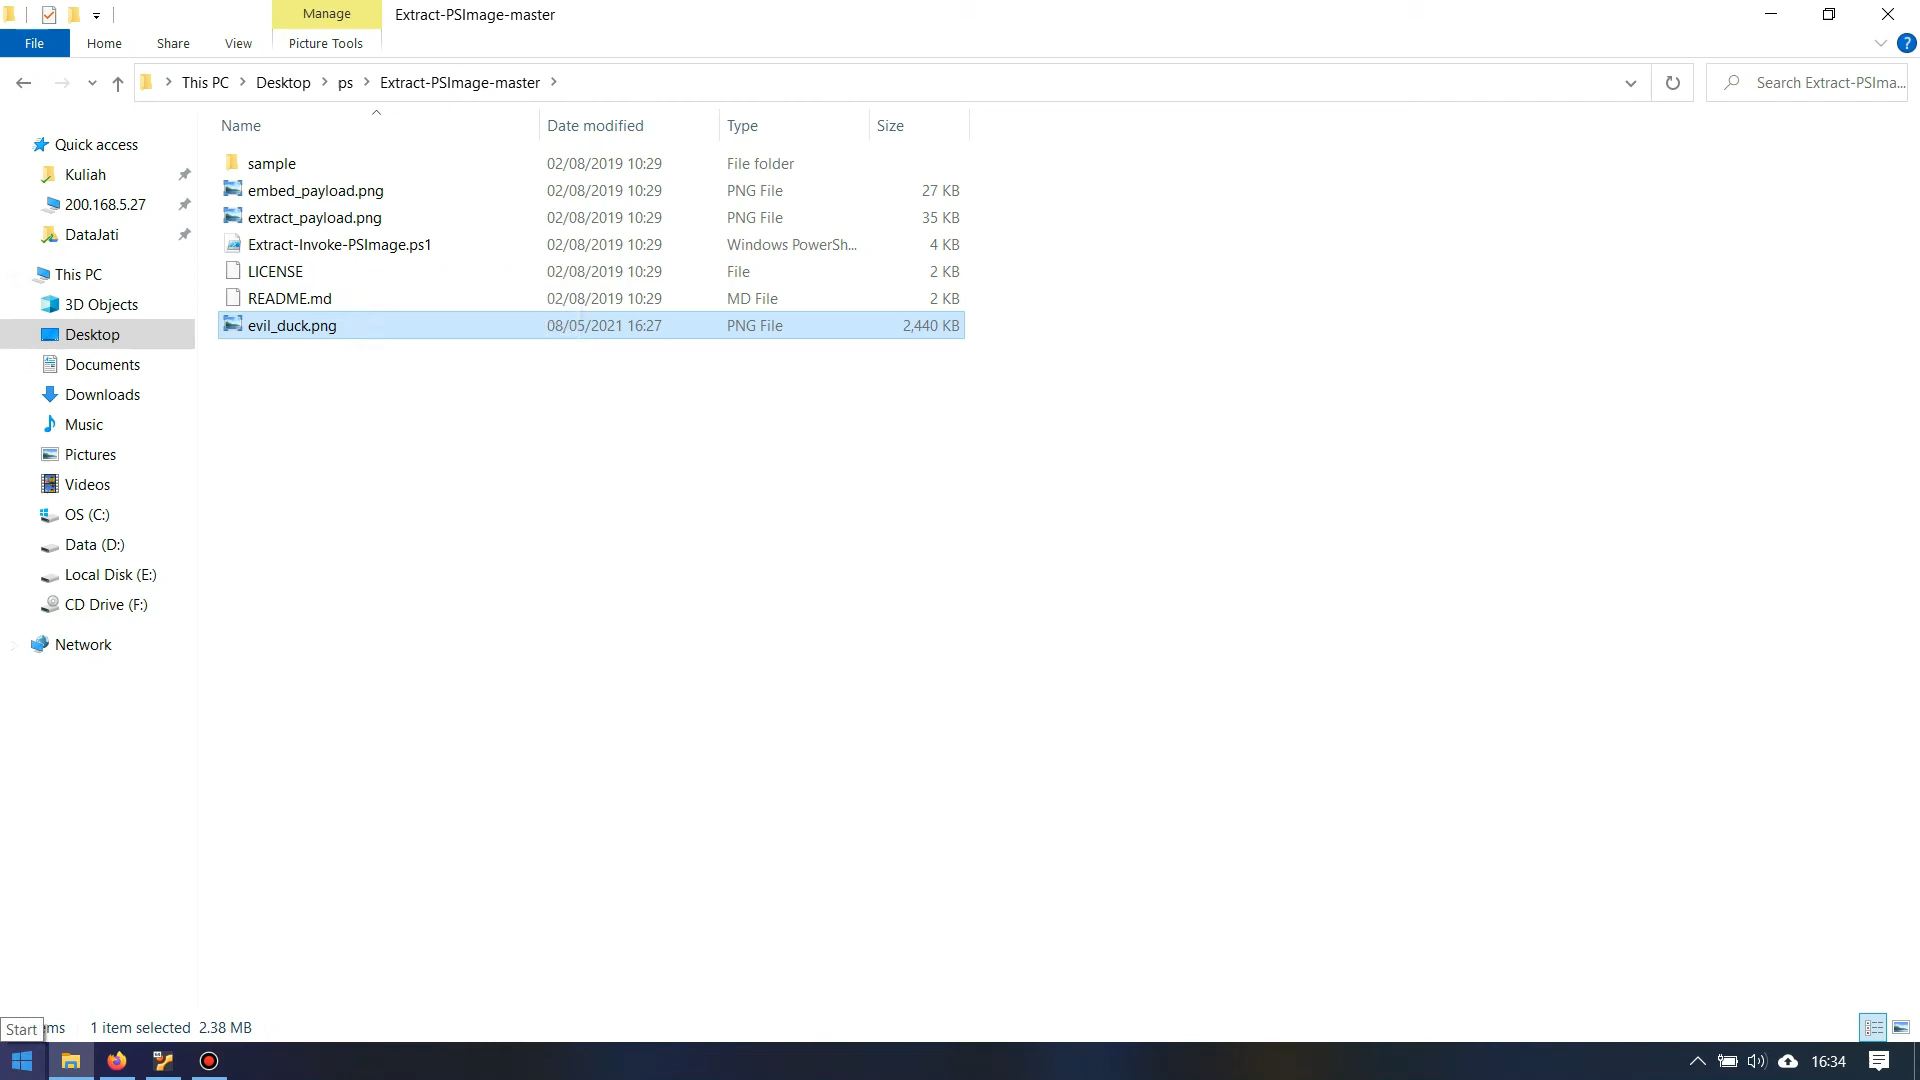 Manage
Extract-PSImage-master
File
Home
Share
View
Picture Tools
This PC
Desktop
ps
Extract-PSImage-master
Search Extract-PSIma...
Name
Date modified
Type
Size
Quick access
Kuliah
200.168.5.27
DataJati
This PC
3D Objects
Desktop
Documents
Downloads
Music
Pictures
Videos
OS (C:)
Data (D:)
Local Disk (E:)
CD Drive (F:)
Network
sample 02/08/2019 10:29 File folder
embed_payload.png 02/08/2019 10:29 PNG File 27 KB
extract_payload.png 02/08/2019 10:29 PNG File 35 KB
Extract-Invoke-PSImage.ps1 02/08/2019 10:29 Windows PowerSh... 4 KB
LICENSE 02/08/2019 10:29 File 2 KB
README.md 02/08/2019 10:29 MD File 2 KB
evil_duck.png 08/05/2021 16:27 PNG File 2,440 KB
Start
ms
1 item selected 2.38 MB
16:34